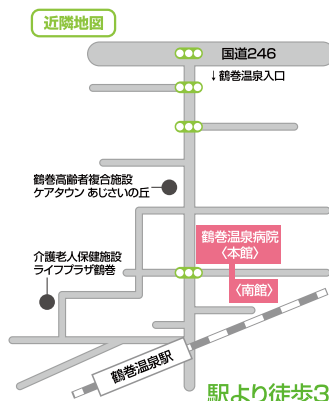 近隣地図
国道246
↓鶴巻温泉入口
鶴巻高齢者複合施設
ケアタウン あじさいの丘
鶴巻温泉病院
〈本館〉
介護老人保健施設
ライフプラザ鶴巻
〈南館〉
鶴巻温泉駅
駅より徒歩3